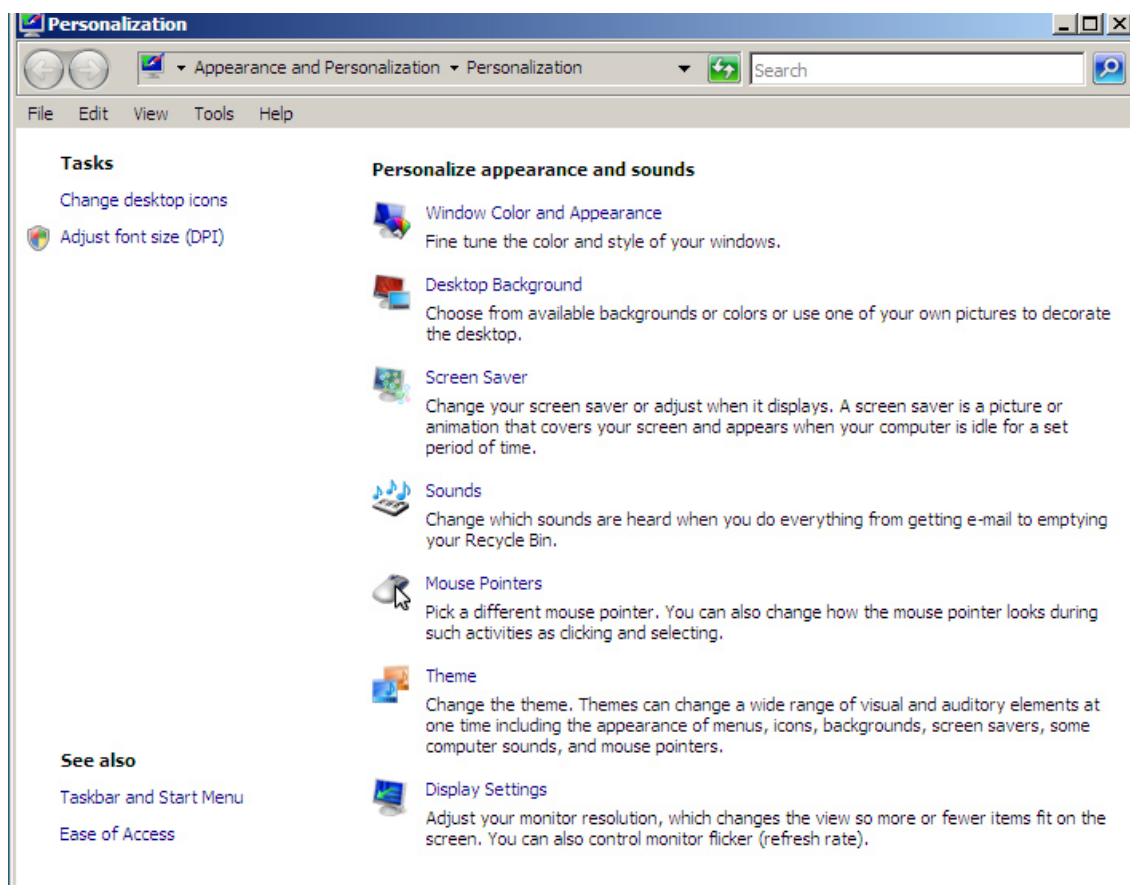 Personalization
Appearance and Personalization Personalization
Search
File Edit View Tools Help
Tasks
Change desktop icons
Adjust font size (DPI)
See also
Taskbar and Start Menu
Ease of Access
Personalize appearance and sounds
Window Color and Appearance
Fine tune the color and style of your windows.
Desktop Background
Choose from available backgrounds or colors or use one of your own pictures to decorate
the desktop.
Screen Saver
Change your screen saver or adjust when it displays. A screen saver is a picture or
animation that covers your screen and appears when your computer is idle for a set
period of time.
Sounds
Change which sounds are heard when you do everything from getting e-mail to emptying
your Recycle Bin.
Mouse Pointers
Pick a different mouse pointer. You can also change how the mouse pointer looks during
such activities as clicking and selecting.
Theme
Change the theme. Themes can change a wide range of visual and auditory elements at
one time including the appearance of menus, icons, backgrounds, screen savers, some
computer sounds, and mouse pointers.
Display Settings
Adjust your monitor resolution, which changes the view so more or fewer items fit on the
screen. You can also control monitor flicker (refresh rate).